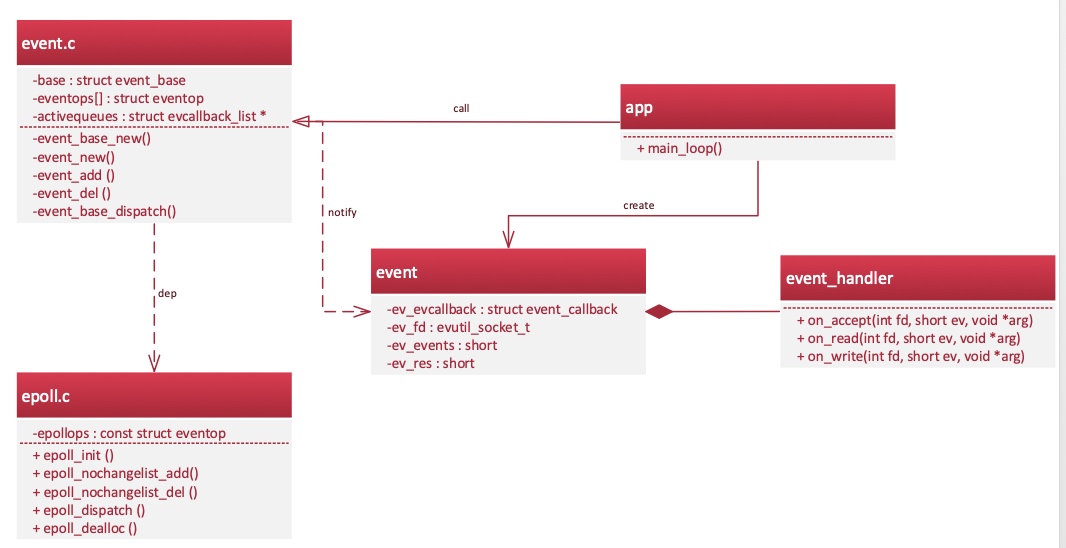 event.c
-base : struct event_base
-eventops[] : struct eventop
-activequeues : struct evcallback_list *
-event_base_new()
-event_new()
-event_add ()
-event_del ()
-event_base_dispatch()
call
app
+ main_loop()
notify
create
event
-ev_evcallback : struct event_callback
-ev_fd : evutil_socket_t
-ev_events : short
-ev_res : short
event_handler
+ on_accept(int fd, short ev, void *arg)
+ on_read(int fd, short ev, void *arg)
+ on_write(int fd, short ev, void *arg)
dep
epoll.c
-epollops : const struct eventop
+ epoll_init ()
+ epoll_nochangelist_add()
+ epoll_nochangelist_del ()
+ epoll_dispatch ()
+ epoll_dealloc ()